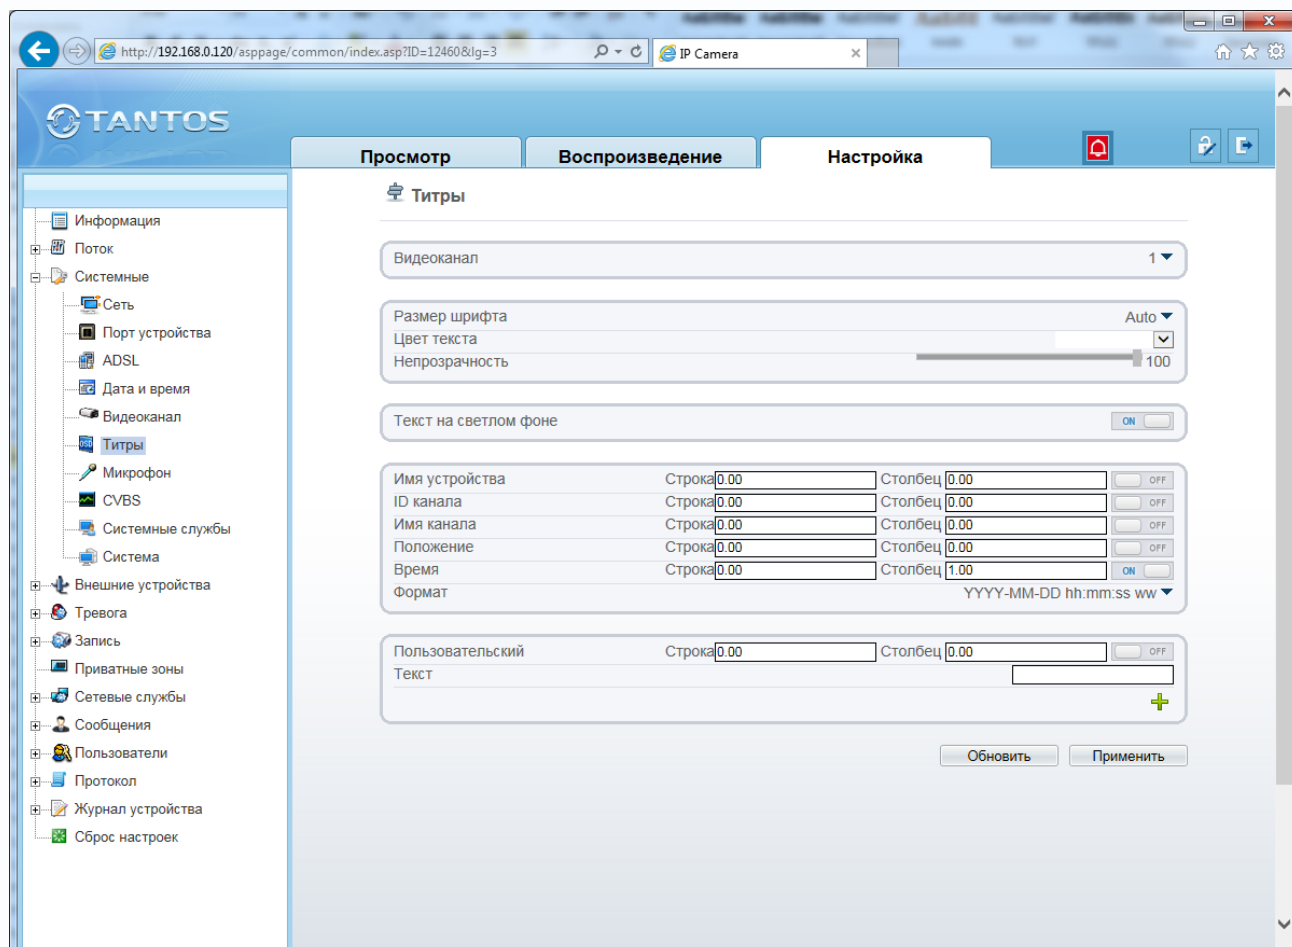 http://192.168.0.120/asppage/common/index.asp?ID=12460&lg=3
IP Camera
TANTOS
Просмотр
Воспроизведение
Настройка
Титры
Информация
Поток
Системные
Сеть
Порт устройства
ADSL
Дата и время
Видеоканал
OSD Титры
Микрофон
CVBS
Системные службы
Система
Внешние устройства
Тревога
Запись
Приватные зоны
Сетевые службы
Сообщения
Пользователи
Протокол
Журнал устройства
Сброс настроек
Видеоканал 1
Размер шрифта Auto
Цвет текста
Непрозрачность 100
Текст на светлом фоне ON
Имя устройства Строка 0.00 Столбец 0.00 OFF
ID канала Строка 0.00 Столбец 0.00 OFF
Имя канала Строка 0.00 Столбец 0.00 OFF
Положение Строка 0.00 Столбец 0.00 OFF
Время Строка 0.00 Столбец 1.00 ON
Формат YYYY-MM-DD hh:mm:ss ww
Пользовательский Строка 0.00 Столбец 0.00 OFF
Текст
Обновить Применить